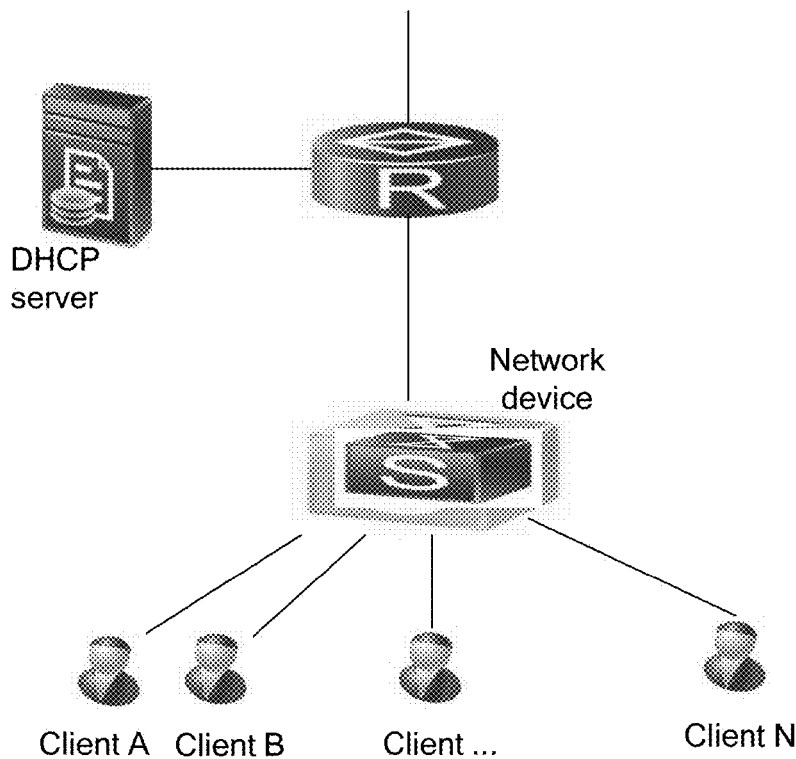 R
DHCP
server
Network
device
S
Client A
Client B
Client ...
Client N